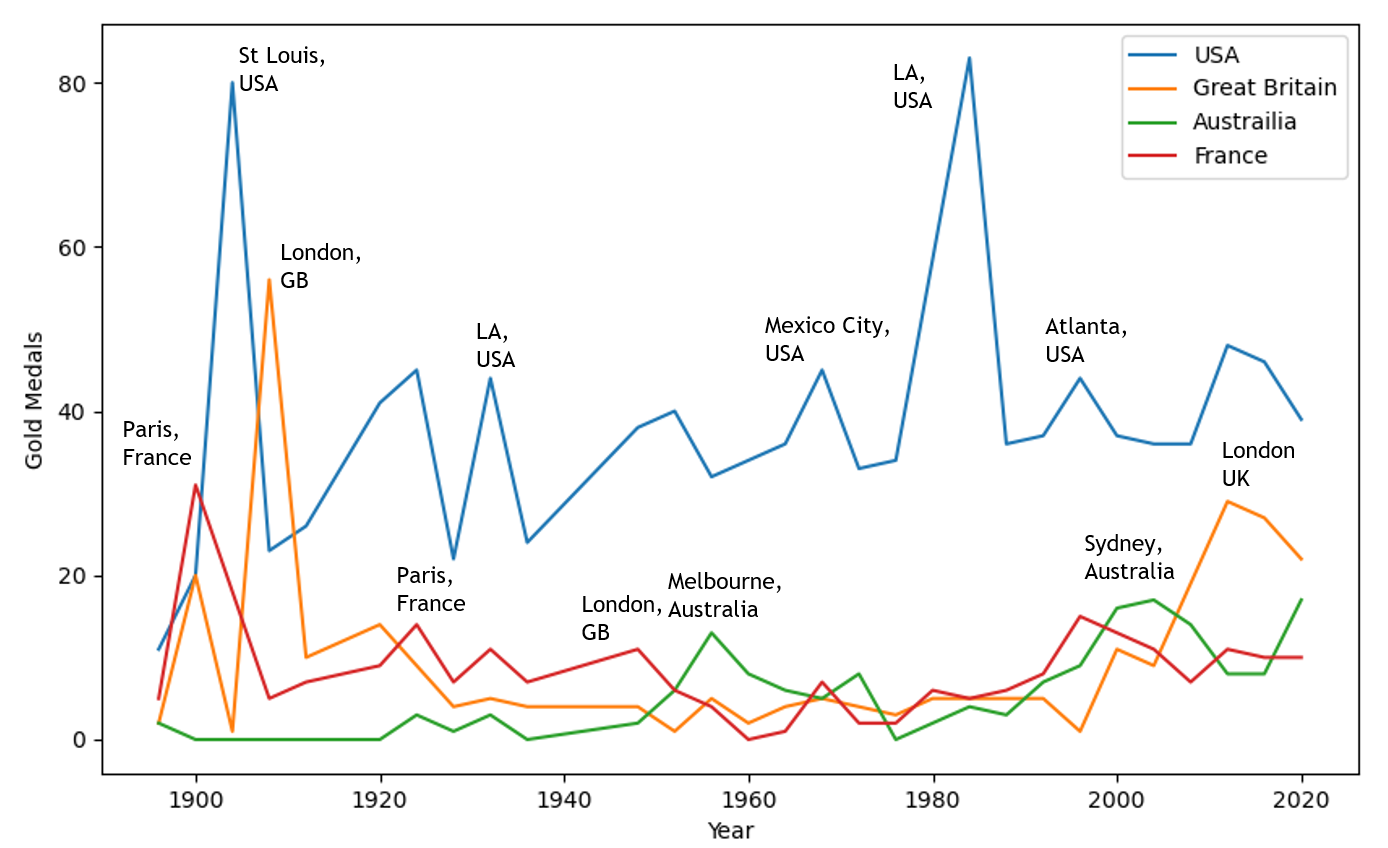 St Louis,
USA
LA,
USA
USA
Great Britain
Austrailia
France
80
London,
GB
60
LA,
USA
Mexico City,
USA
Atlanta,
USA
Gold Medals
40
Paris,
France
London
UK
20
Paris,
France
London,
GB
Melbourne,
Australia
Sydney,
Australia
0
1900
1920
1940
1960
1980
2000
2020
Year